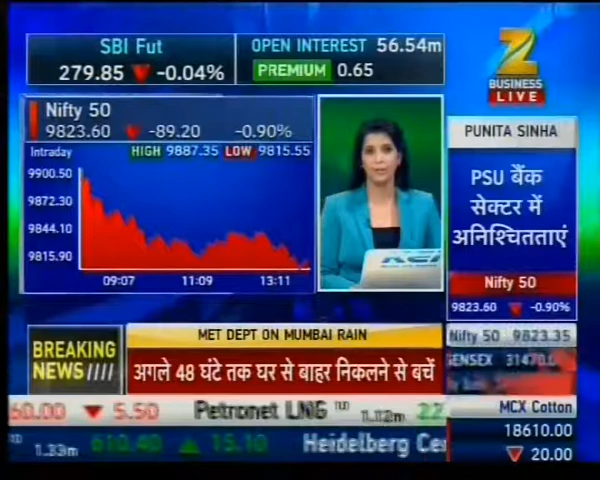 SBI Fut
279.85 -0.04%
OPEN INTEREST 56.54m
PREMIUM 0.65
Z
BUSINESS
LIVE
Nifty 50
9823.60 -89.20 -0.90%
Intraday HIGH 9887.35 LOW 9815.55
9900.50
9872.30
9844.10
9815.90
09:07 11:09 13:11
PUNITA SINHA
PSU बैंक
सेक्टर में
अनिश्चितताएं
Nifty 50
9823.60 -0.90%
Nifty 50 9823.35
SENSEX
BREAKING
NEWS
MET DEPT ON MUMBAI RAIN
अगले 48 घंटे तक घर से बाहर निकलने से बचें
60.00 5.50 Petronet LNG 1.12m
1.33m 610.40 15.10 Heidelberg Ce
MCX Cotton
18610.00
20.00